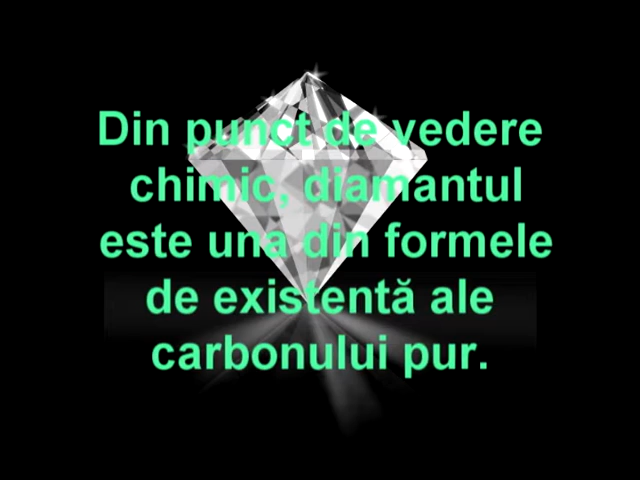 Din punct de vedere
chimic, diamantul
este una din formele
de existentă ale
carbonului pur.